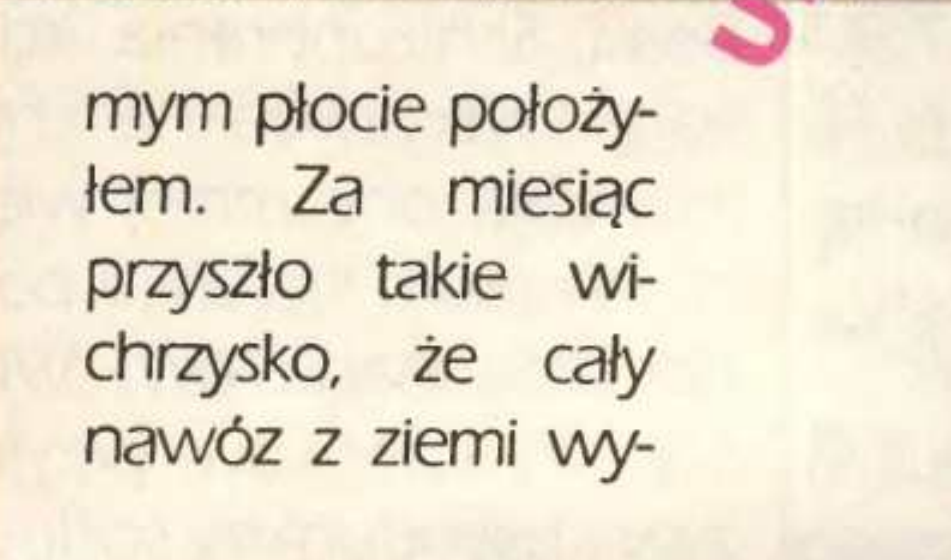 mym płocie położy-
łem. Za miesiąc
przyszło takie wi-
chrzysko, że cały
nawóz z ziemi wy-